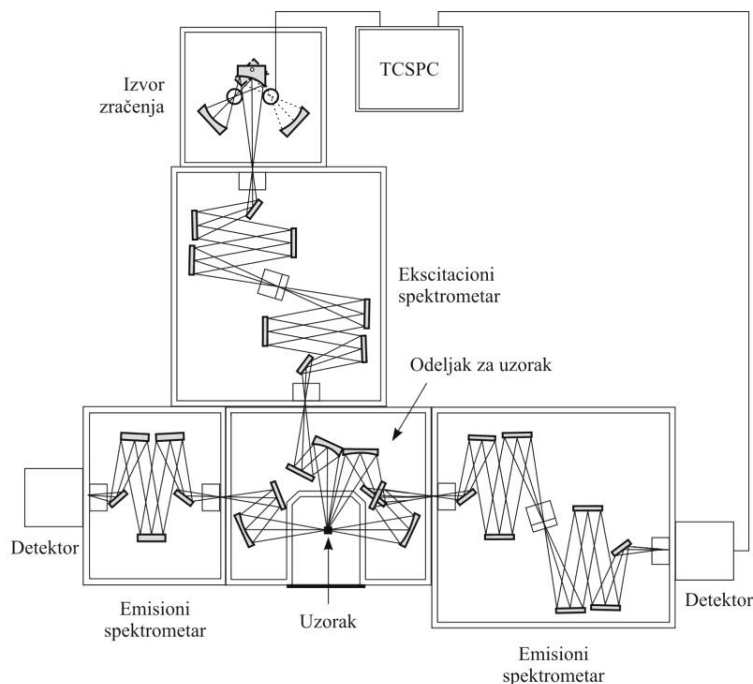 TCSPC
Izvor
zračenja
Ekscitacioni
spektrometar
Odeljak za uzorak
Detektor
Emisioni
spektrometar
Uzorak
Detektor
Emisioni
spektrometar